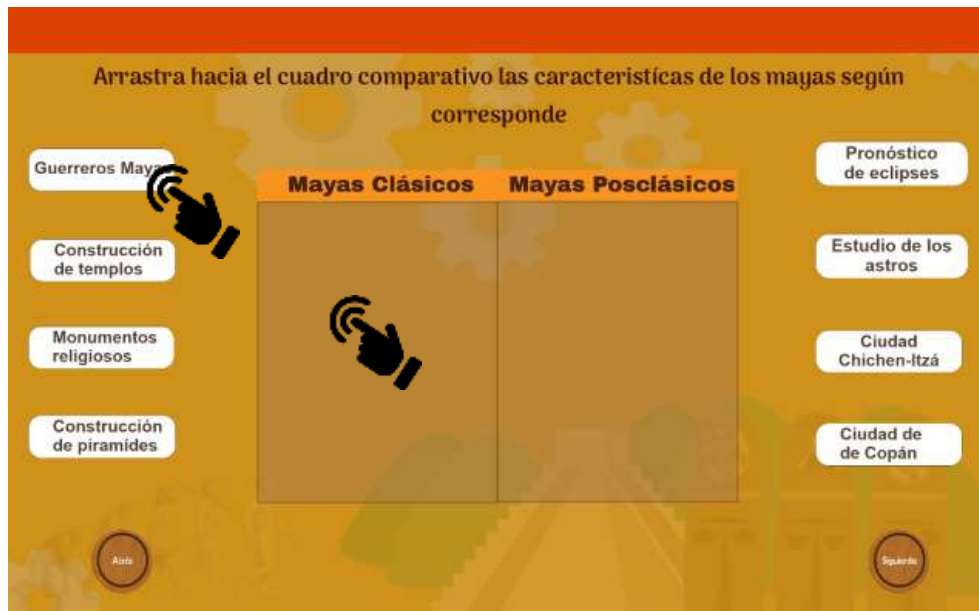 Arrastra hacia el cuadro comparativo las caracteristícas de los mayas según
corresponde
Guerreros Mayas
Construcción
de templos
Monumentos
religiosos
Construcción
de piramídes
Mayas Clásicos
Mayas Posclásicos
Pronóstico
de eclipses
Estudio de los
astros
Ciudad
Chichen-Itzá
Ciudad de
de Copán
Atrás
Siguiente